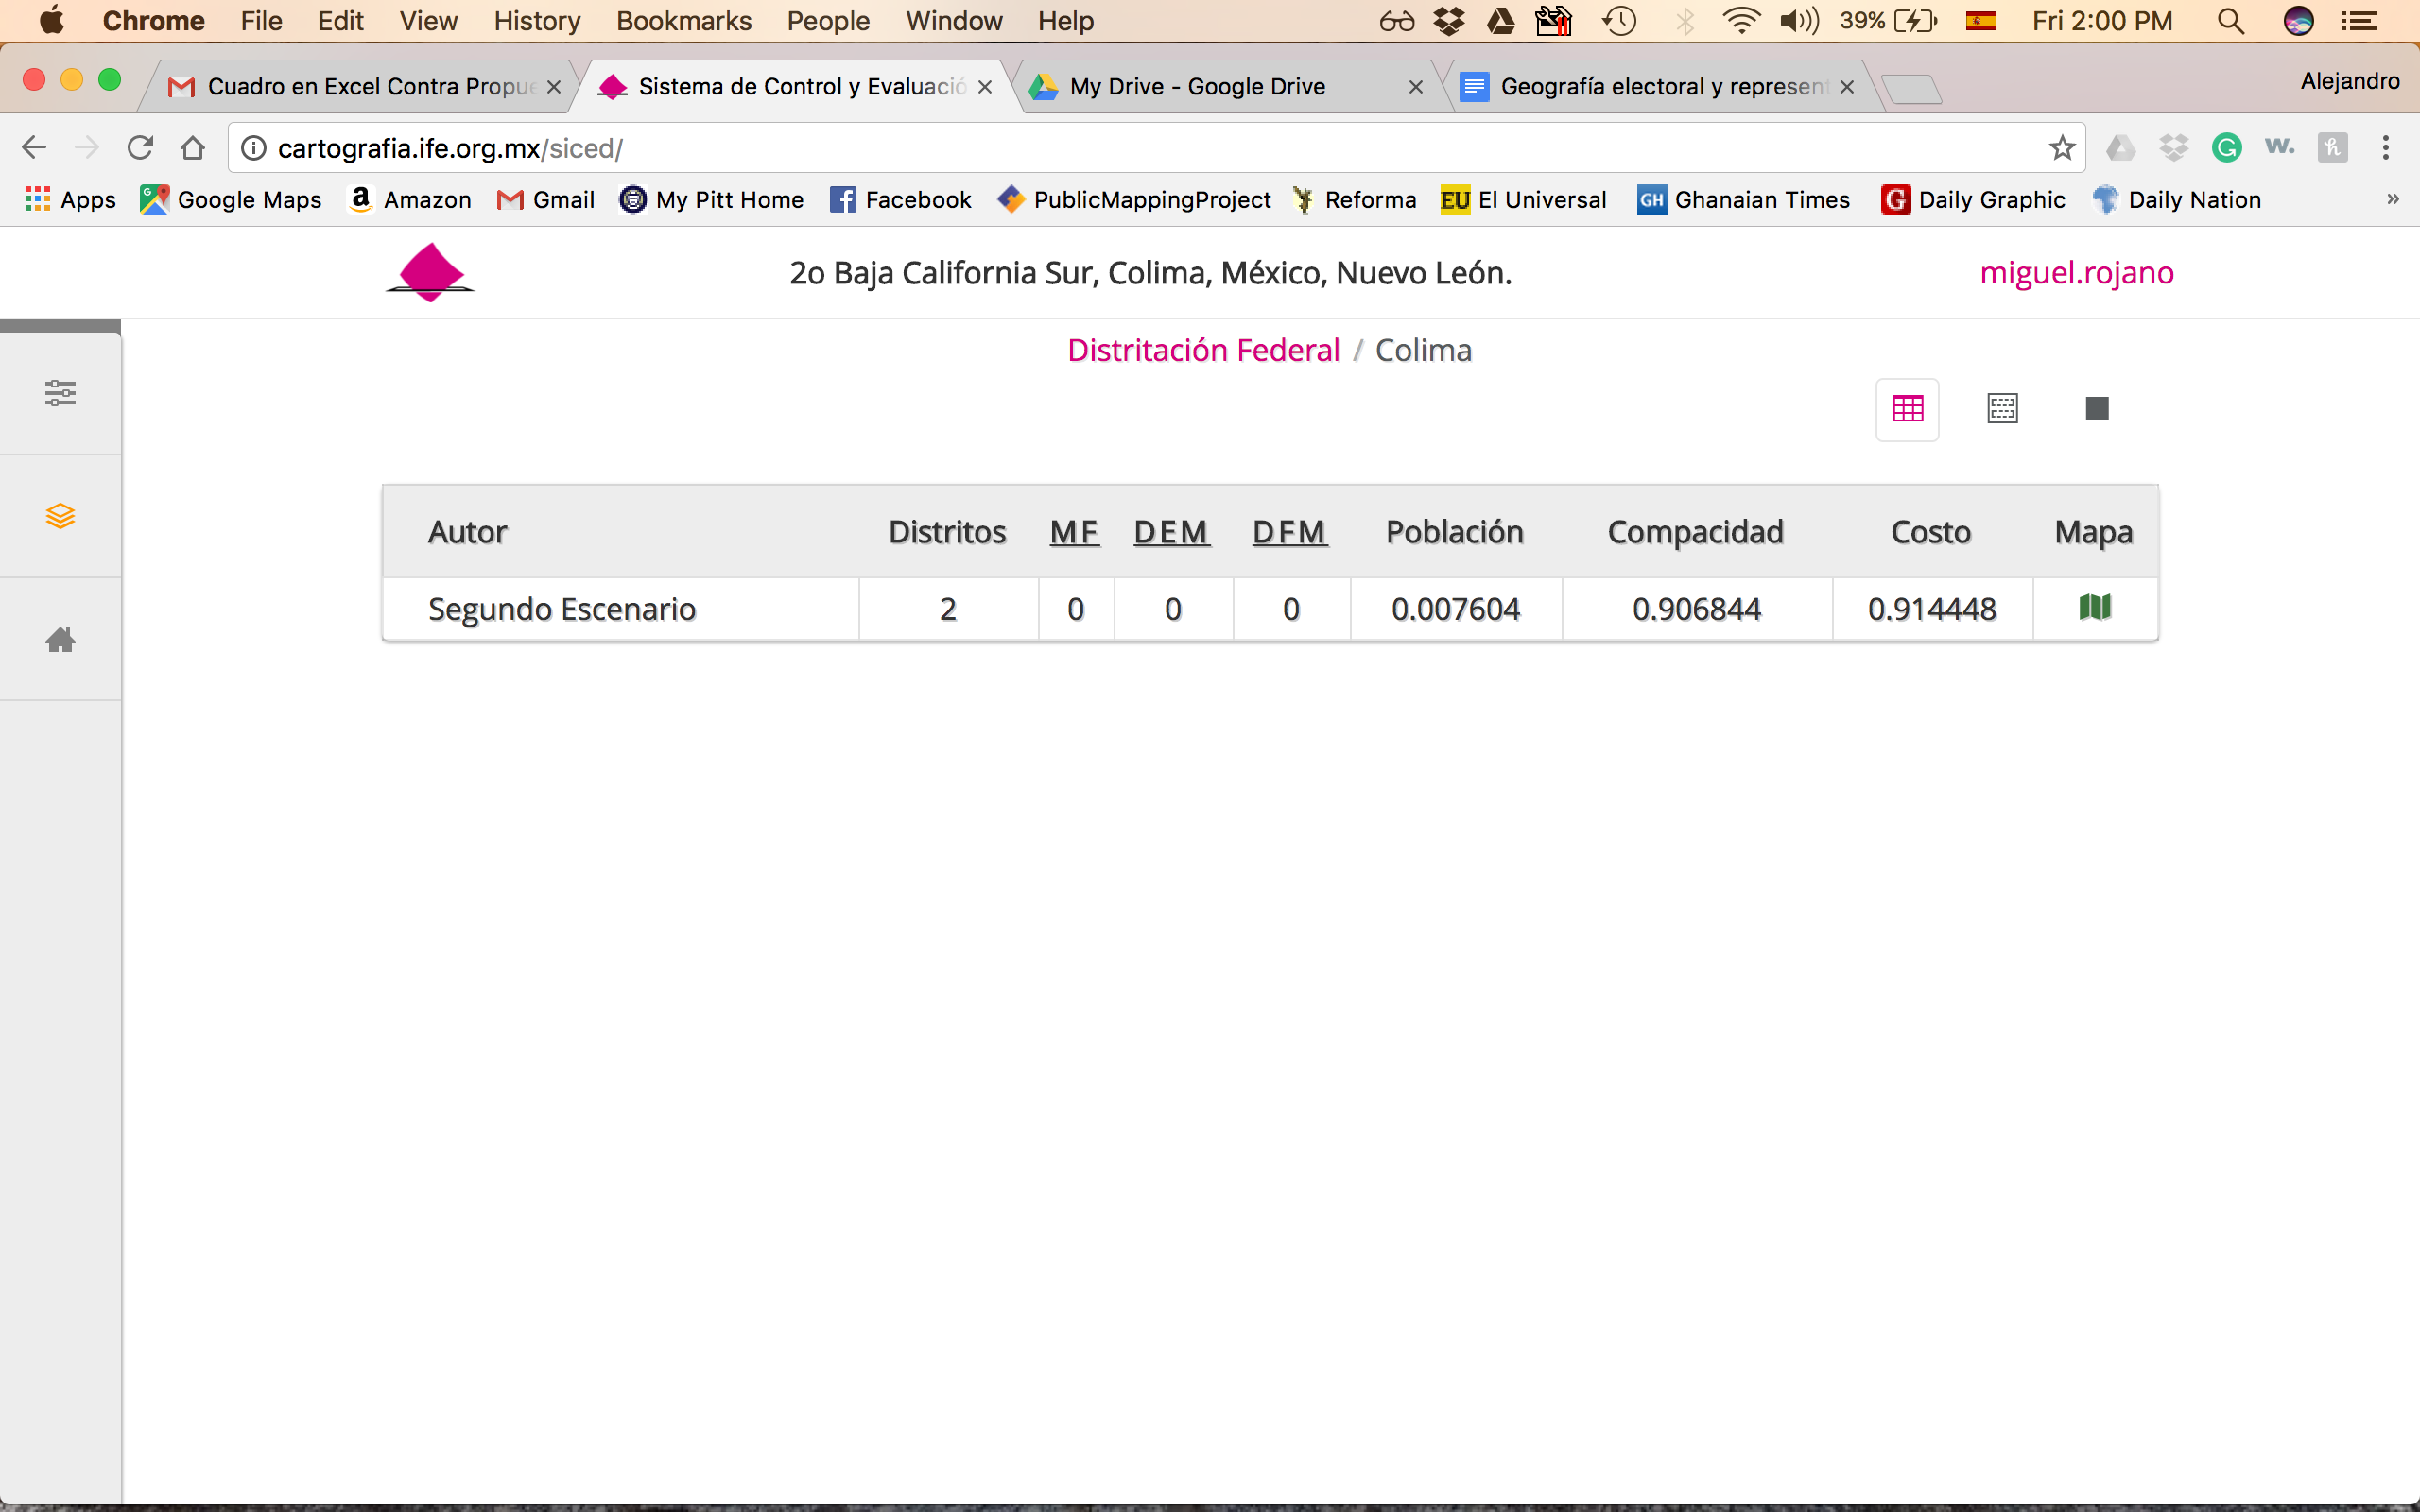 Chrome File Edit View History Bookmarks People Window Help 39% Fri 2:00 PM
Cuadro en Excel Contra Propue Sistema de Control y Evaluació My Drive - Google Drive Geografía electoral y represent Alejandro
cartografia.ife.org.mx/siced/
Apps Google Maps Amazon Gmail My Pitt Home Facebook PublicMappingProject Reforma EU El Universal GH Ghanaian Times G Daily Graphic Daily Nation »
2o Baja California Sur, Colima, México, Nuevo León. miguel.rojano
Distritación Federal / Colima
Autor Distritos MF DEM DFM Población Compacidad Costo Mapa
Segundo Escenario 2 0 0 0 0.007604 0.906844 0.914448